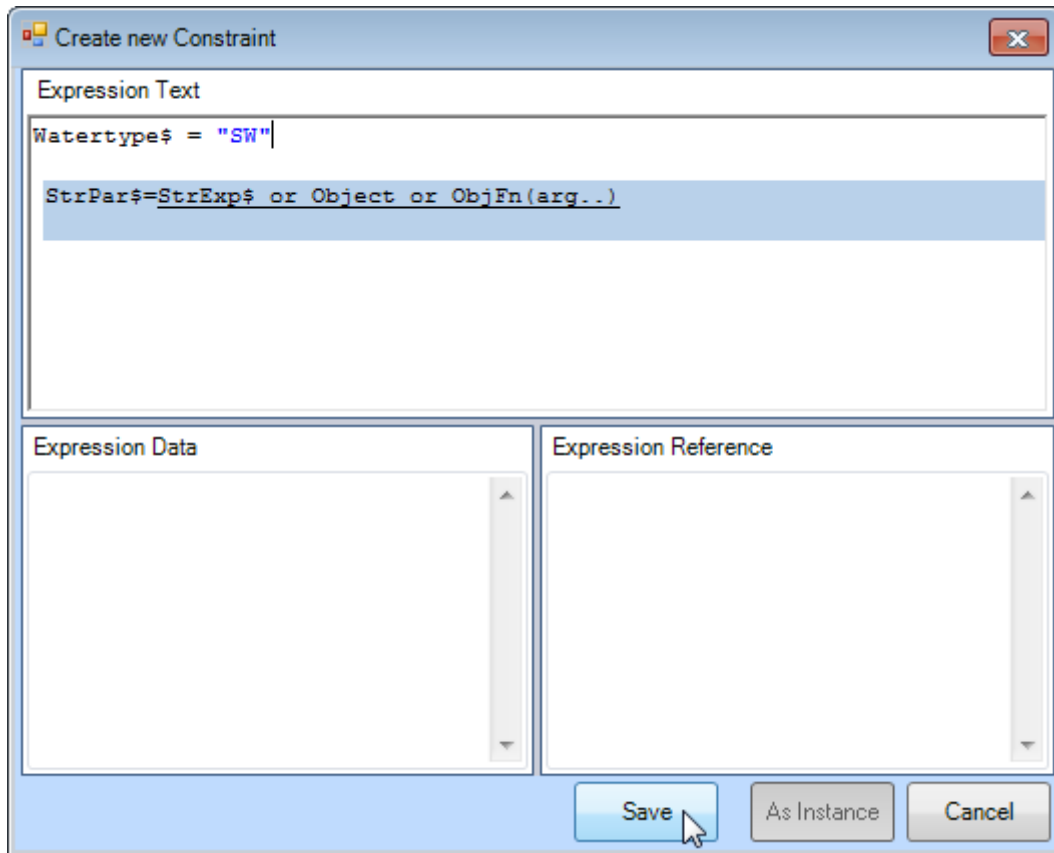 Create new Constraint
Expression Text
Watertype$ = "SW"
StrPar$=StrExp$ or Object or ObjFn(arg..)
Expression Data
Expression Reference
Save
As Instance
Cancel